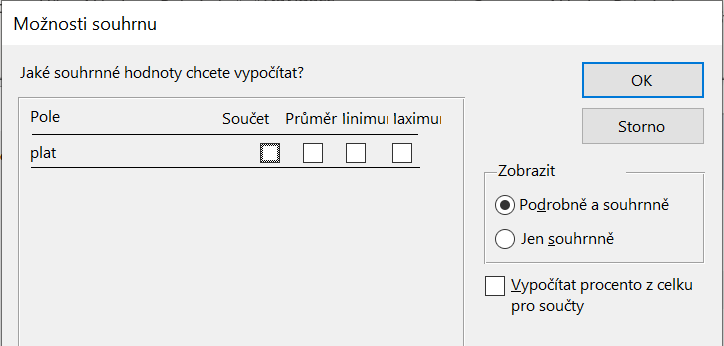 Možnosti souhrnu
Jaké souhrnné hodnoty chcete vypočítat?
OK
Storno
Pole Součet Průměr linimu laximur
plat
Zobrazit
Podrobně a souhrnně
Jen souhrnně
Vypočítat procento z celku
pro součty